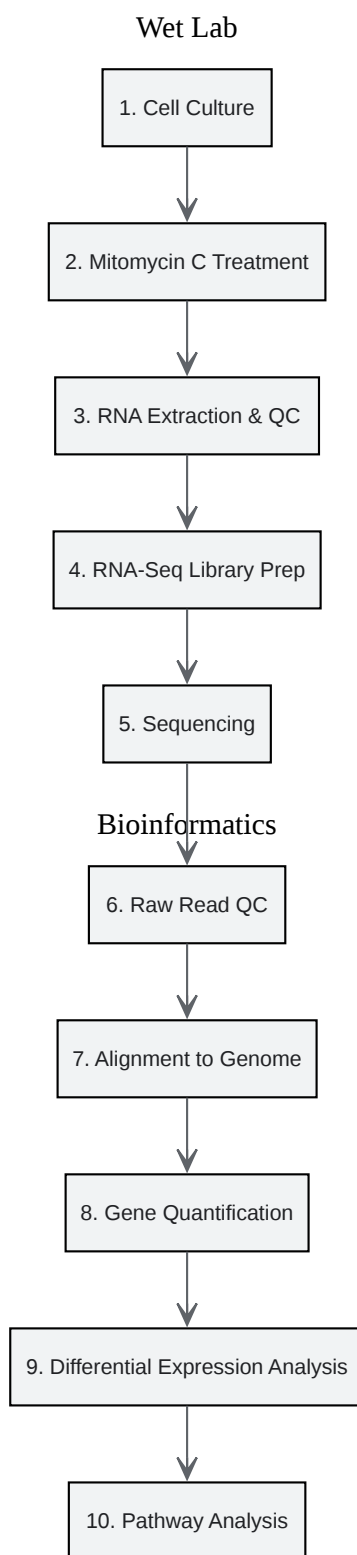 Wet Lab
1. Cell Culture
2. Mitomycin C Treatment
3. RNA Extraction & QC
4. RNA-Seq Library Prep
5. Sequencing
Bioinformatics
6. Raw Read QC
7. Alignment to Genome
8. Gene Quantification
9. Differential Expression Analysis
10. Pathway Analysis